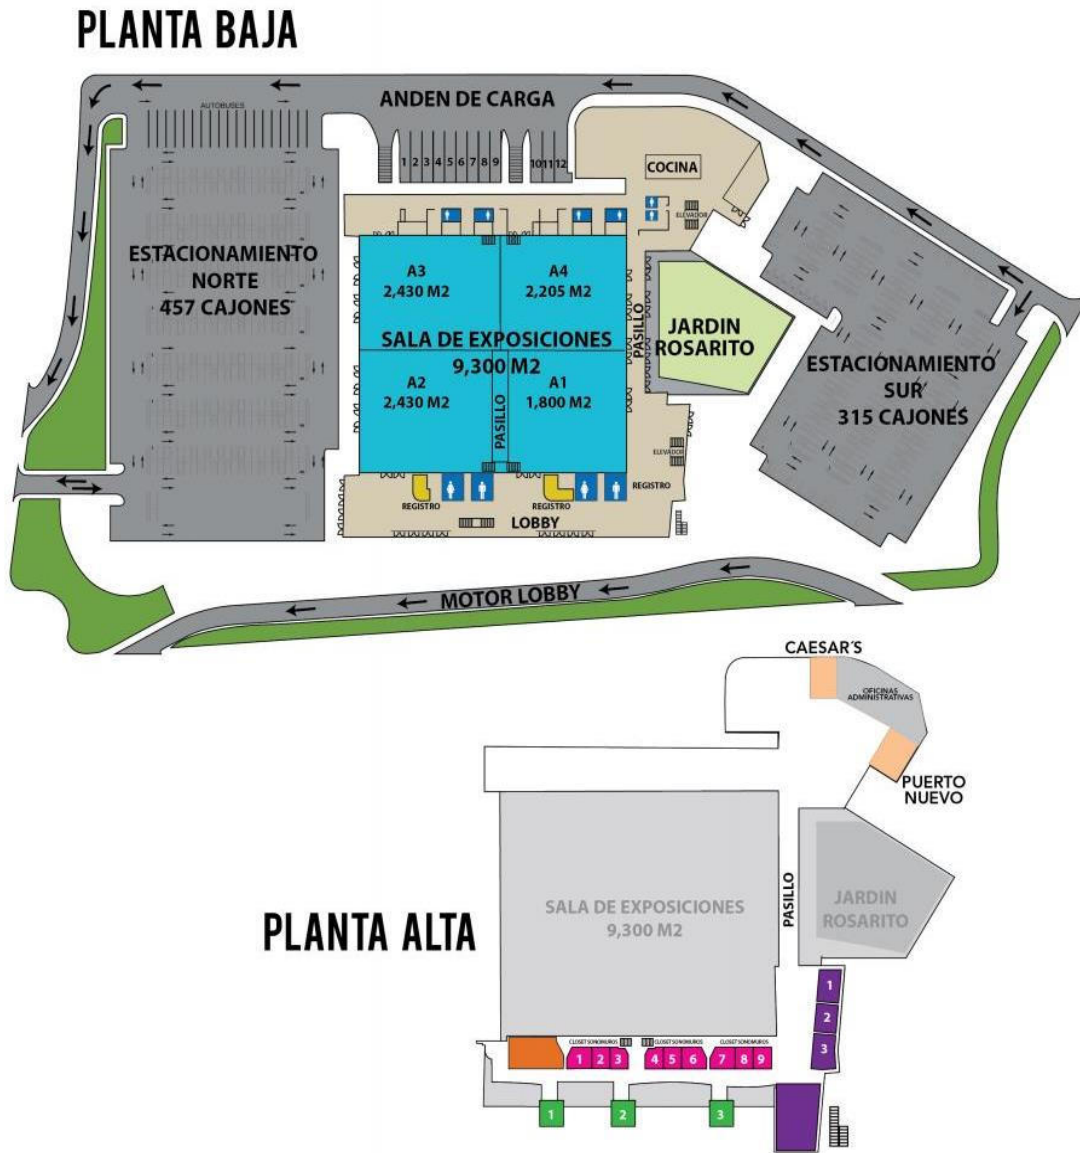 PLANTA BAJA
ANDEN DE CARGA
AUTOBUSES
1 2 3 4 5 6 7 8 9
10 11 12
COCINA
ELEVADOR
ESTACIONAMIENTO
NORTE
457 CAJONES
A3
2,430 M2
A4
2,205 M2
SALA DE EXPOSICIONES
9,300 M2
A2
2,430 M2
A1
1,800 M2
PASILLO
PASILLO
JARDIN
ROSARITO
ESTACIONAMIENTO
SUR
315 CAJONES
ELEVADOR
REGISTRO
REGISTRO
REGISTRO
LOBBY
MOTOR LOBBY
CAESAR´S
OFICINAS
ADMINISTRATIVAS
PUERTO
NUEVO
PLANTA ALTA
SALA DE EXPOSICIONES
9,300 M2
PASILLO
JARDIN
ROSARITO
1
2
3
CLOSET SONOMUROS
CLOSET SONOMUROS
CLOSET SONOMUROS
1 2 3
4 5 6
7 8 9
1
2
3